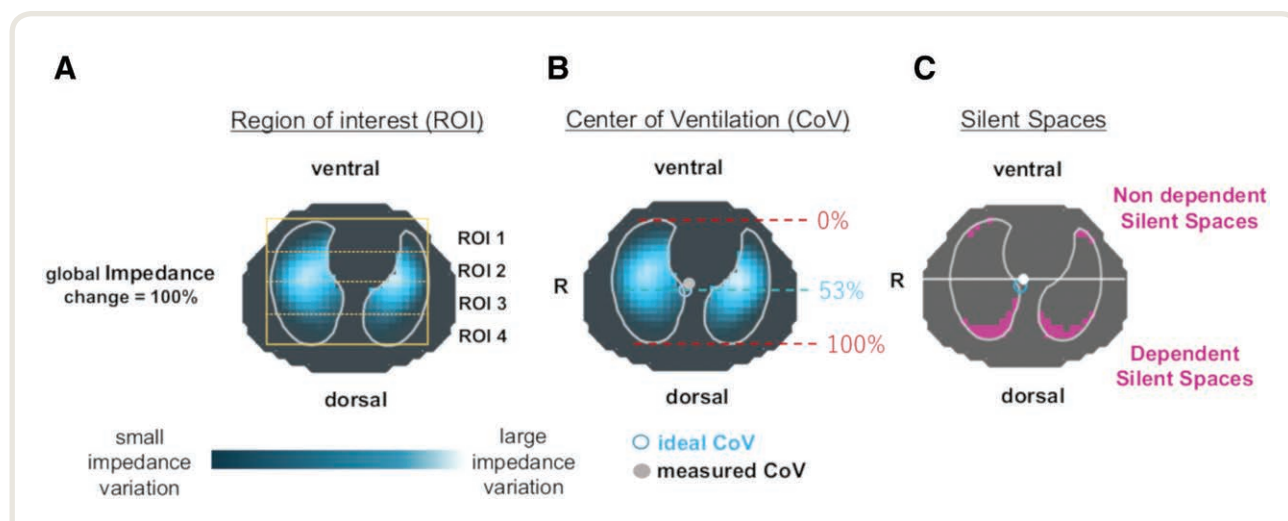 A
Region of interest (ROI)
ventral
global Impedance
change = 100%
ROI 1
ROI 2
ROI 3
ROI 4
dorsal
small
impedance
variation
large
impedance
variation
B
Center of Ventilation (CoV)
ventral
R
0%
53%
100%
dorsal
ideal CoV
measured CoV
C
Silent Spaces
ventral
Non dependent
Silent Spaces
R
Dependent
Silent Spaces
dorsal